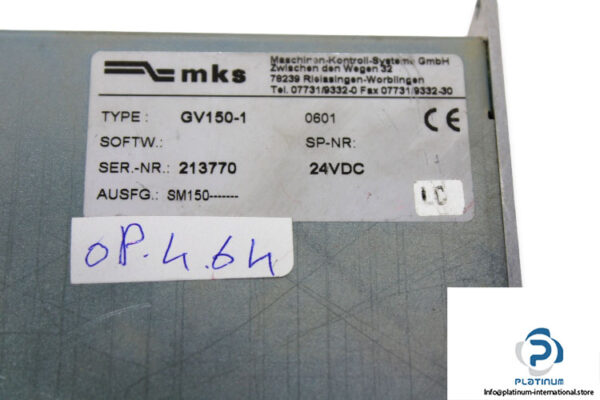 mks
Maschinen-Kontroll-Systeme GmbH
Zwischen den Wegen 32
78239 Rielasingen-Worblingen
Tel. 07731/9332-0 Fax 07731/9332-30
TYPE : GV150-1 0601 CE
SOFTW.: SP-NR:
SER.-NR.: 213770 24VDC
AUSFG.: SM150-------
LC
OP.4.64
PLATINUM
Info@platinum-international.store